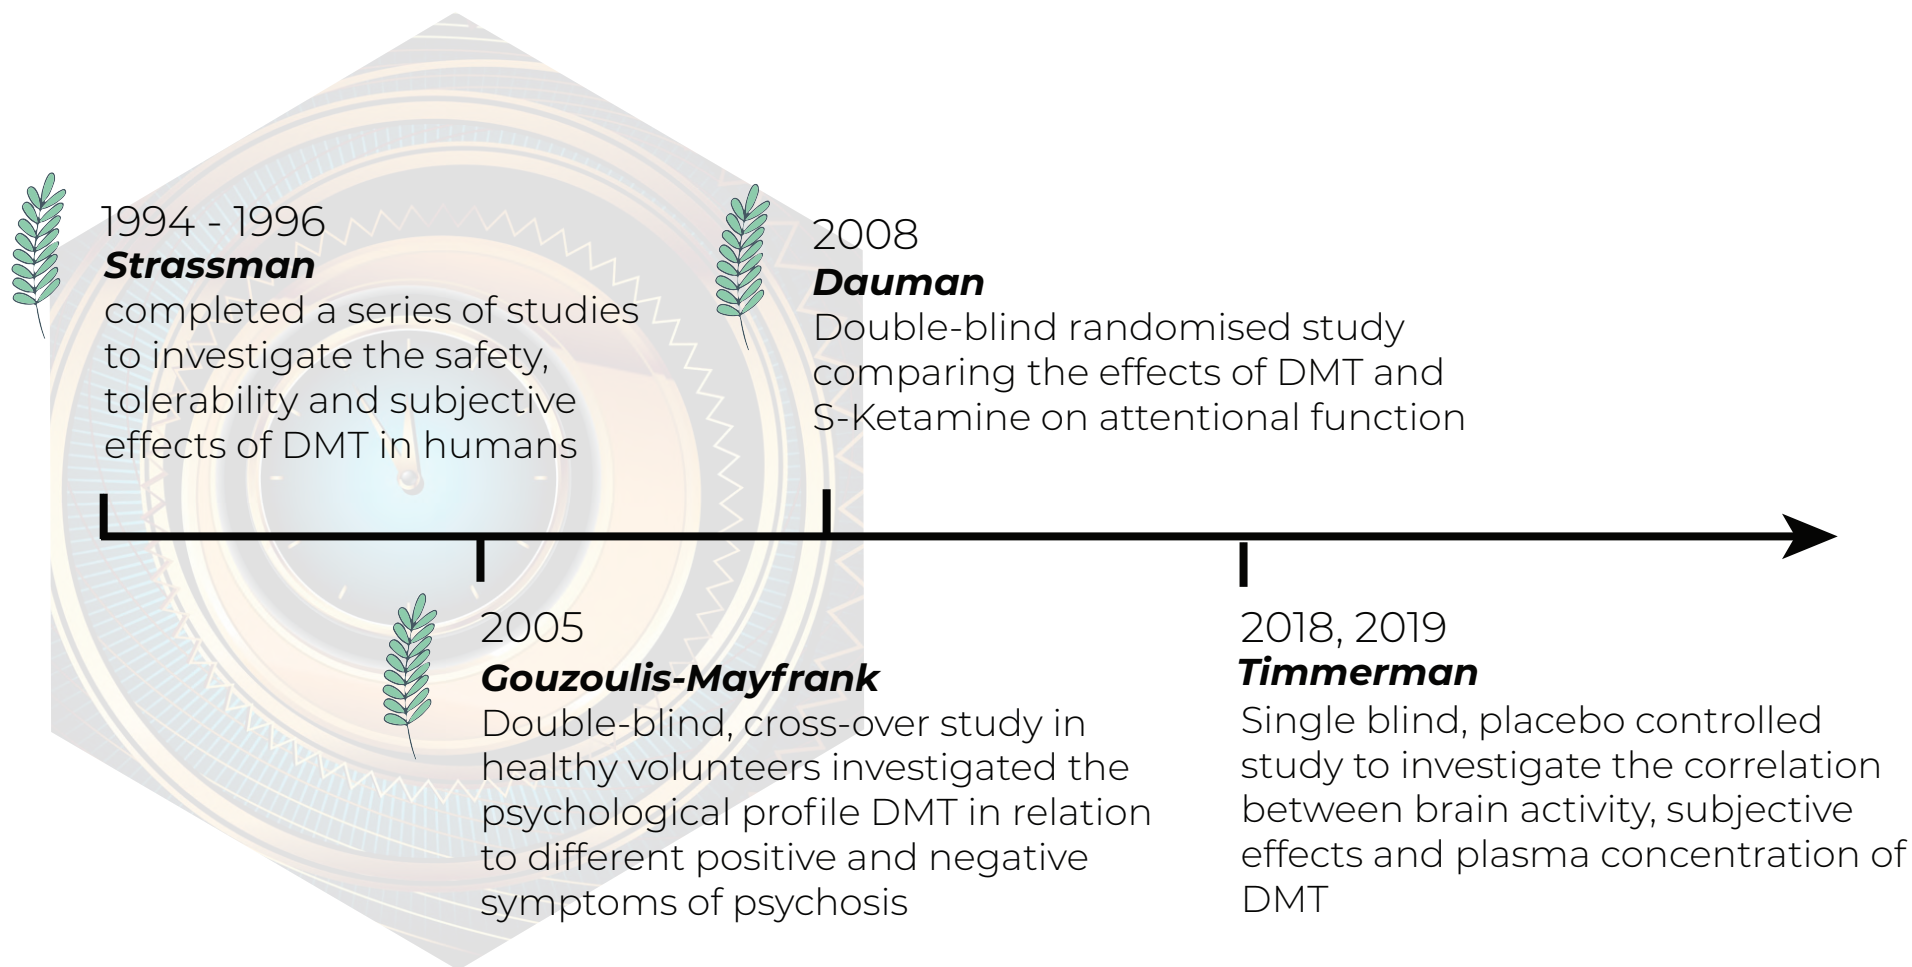 1994 - 1996
Strassman
completed a series of studies
to investigate the safety,
tolerability and subjective
effects of DMT in humans
2005
Gouzoulis-Mayfrank
Double-blind, cross-over study in
healthy volunteers investigated the
psychological profile DMT in relation
to different positive and negative
symptoms of psychosis
2008
Dauman
Double-blind randomised study
comparing the effects of DMT and
S-Ketamine on attentional function
2018, 2019
Timmerman
Single blind, placebo controlled
study to investigate the correlation
between brain activity, subjective
effects and plasma concentration of
DMT